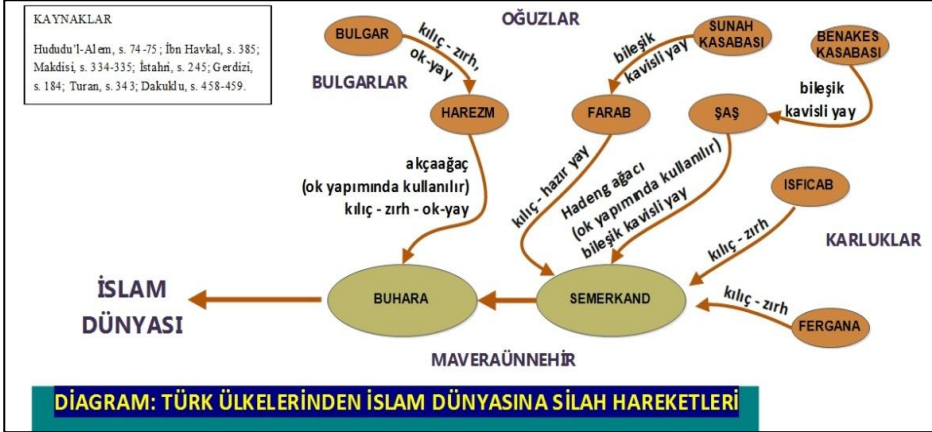 KAYNAKLAR
Hududu'l-Alem, s. 74-75; İbn Havkal, s. 385;
Makdisi, s. 334-335; İstahri, s. 245; Gerdizi,
s. 184; Turan, s. 343; Dakuklu, s. 458-459.
OĞUZLAR
BULGAR
kılıç - zırh,
ok-yay
BULGARLAR
HAREZM
SUNAH
KASABASI
bileşik
kavisli yay
FARAB
BENAKES
KASABASI
bileşik
kavisli yay
ŞAŞ
akçaağaç
(ok yapımında kullanılır)
kılıç - zırh - ok-yay
kılıç - hazır yay
Hadeng ağacı
(ok yapımında kullanılır)
bileşik kavisli yay
ISFICAB
kılıç - zırh
KARLUKLAR
İSLAM
DÜNYASI
BUHARA
SEMERKAND
kılıç - zırh
FERGANA
MAVERAÜNNEHİR
DİAGRAM: TÜRK ÜLKELERİNDEN İSLAM DÜNYASINA SİLAH HAREKETLERİ